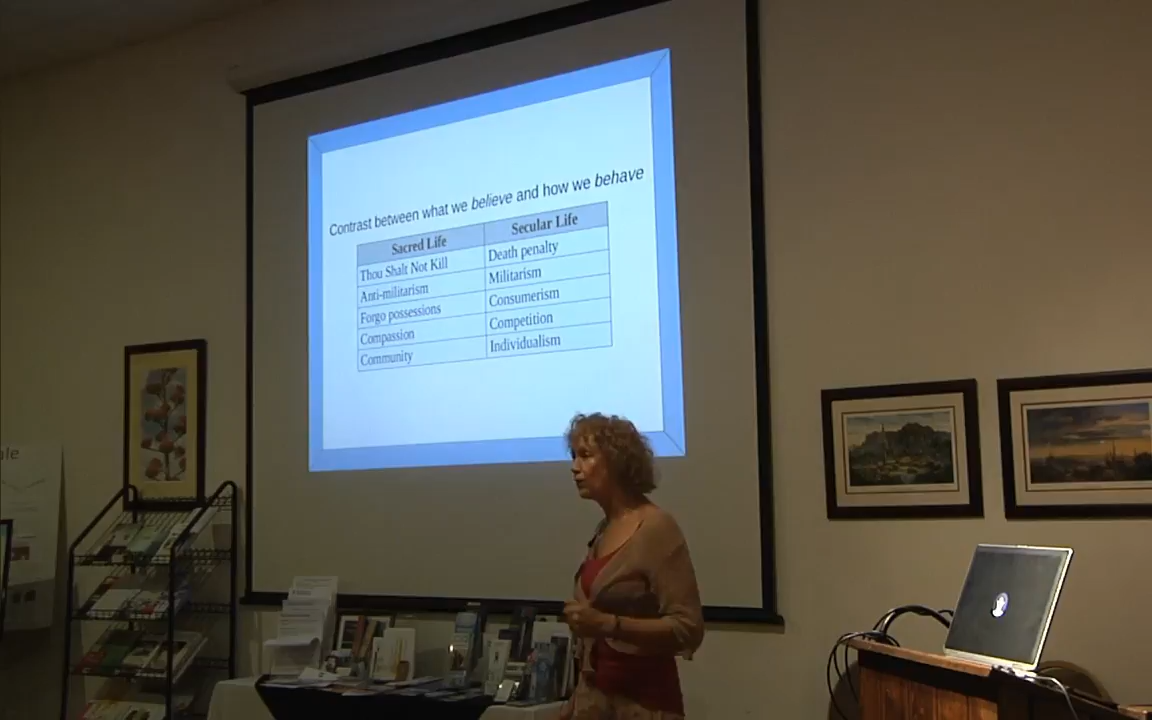 Contrast between what we believe and how we behave
Sacred Life Secular Life
Thou Shalt Not Kill Death penalty
Anti-militarism Militarism
Forgo possessions Consumerism
Compassion Competition
Community Individualism